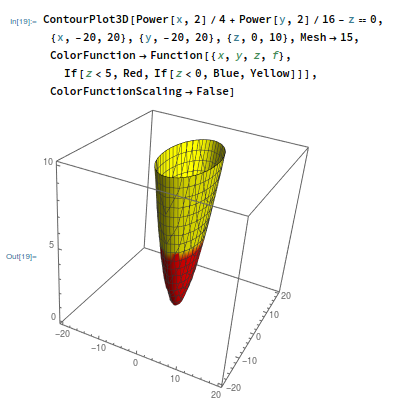 In[19]:= ContourPlot3D[Power[x, 2] / 4 + Power[y, 2] / 16 - z == 0,
{x, -20, 20}, {y, -20, 20}, {z, 0, 10}, Mesh → 15,
ColorFunction → Function[{x, y, z, f},
If[z < 5, Red, If[z < 0, Blue, Yellow]]],
ColorFunctionScaling → False]
10
Out[19]=
5
0
-20
-10
0
10
20
-20
-10
0
10
20